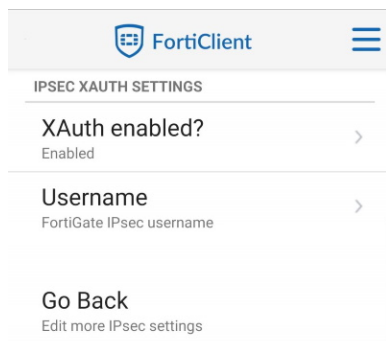 FortiClient
IPSEC XAUTH SETTINGS
XAuth enabled?
Enabled
Username
FortiGate IPsec username
Go Back
Edit more IPsec settings